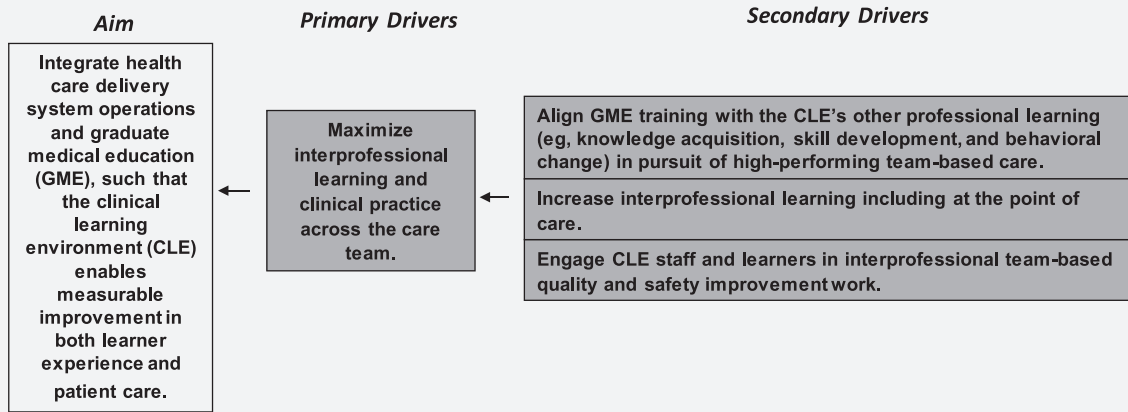 Aim
Primary Drivers
Secondary Drivers
Integrate health
care delivery
system operations
and graduate
medical education
(GME), such that
the clinical
learning
environment (CLE)
enables
measurable
improvement in
both learner
experience and
patient care.
Maximize
interprofessional
learning and
clinical practice
across the care
team.
Align GME training with the CLE's other professional learning
(eg, knowledge acquisition, skill development, and behavioral
change) in pursuit of high-performing team-based care.
Increase interprofessional learning including at the point of
care.
Engage CLE staff and learners in interprofessional team-based
quality and safety improvement work.